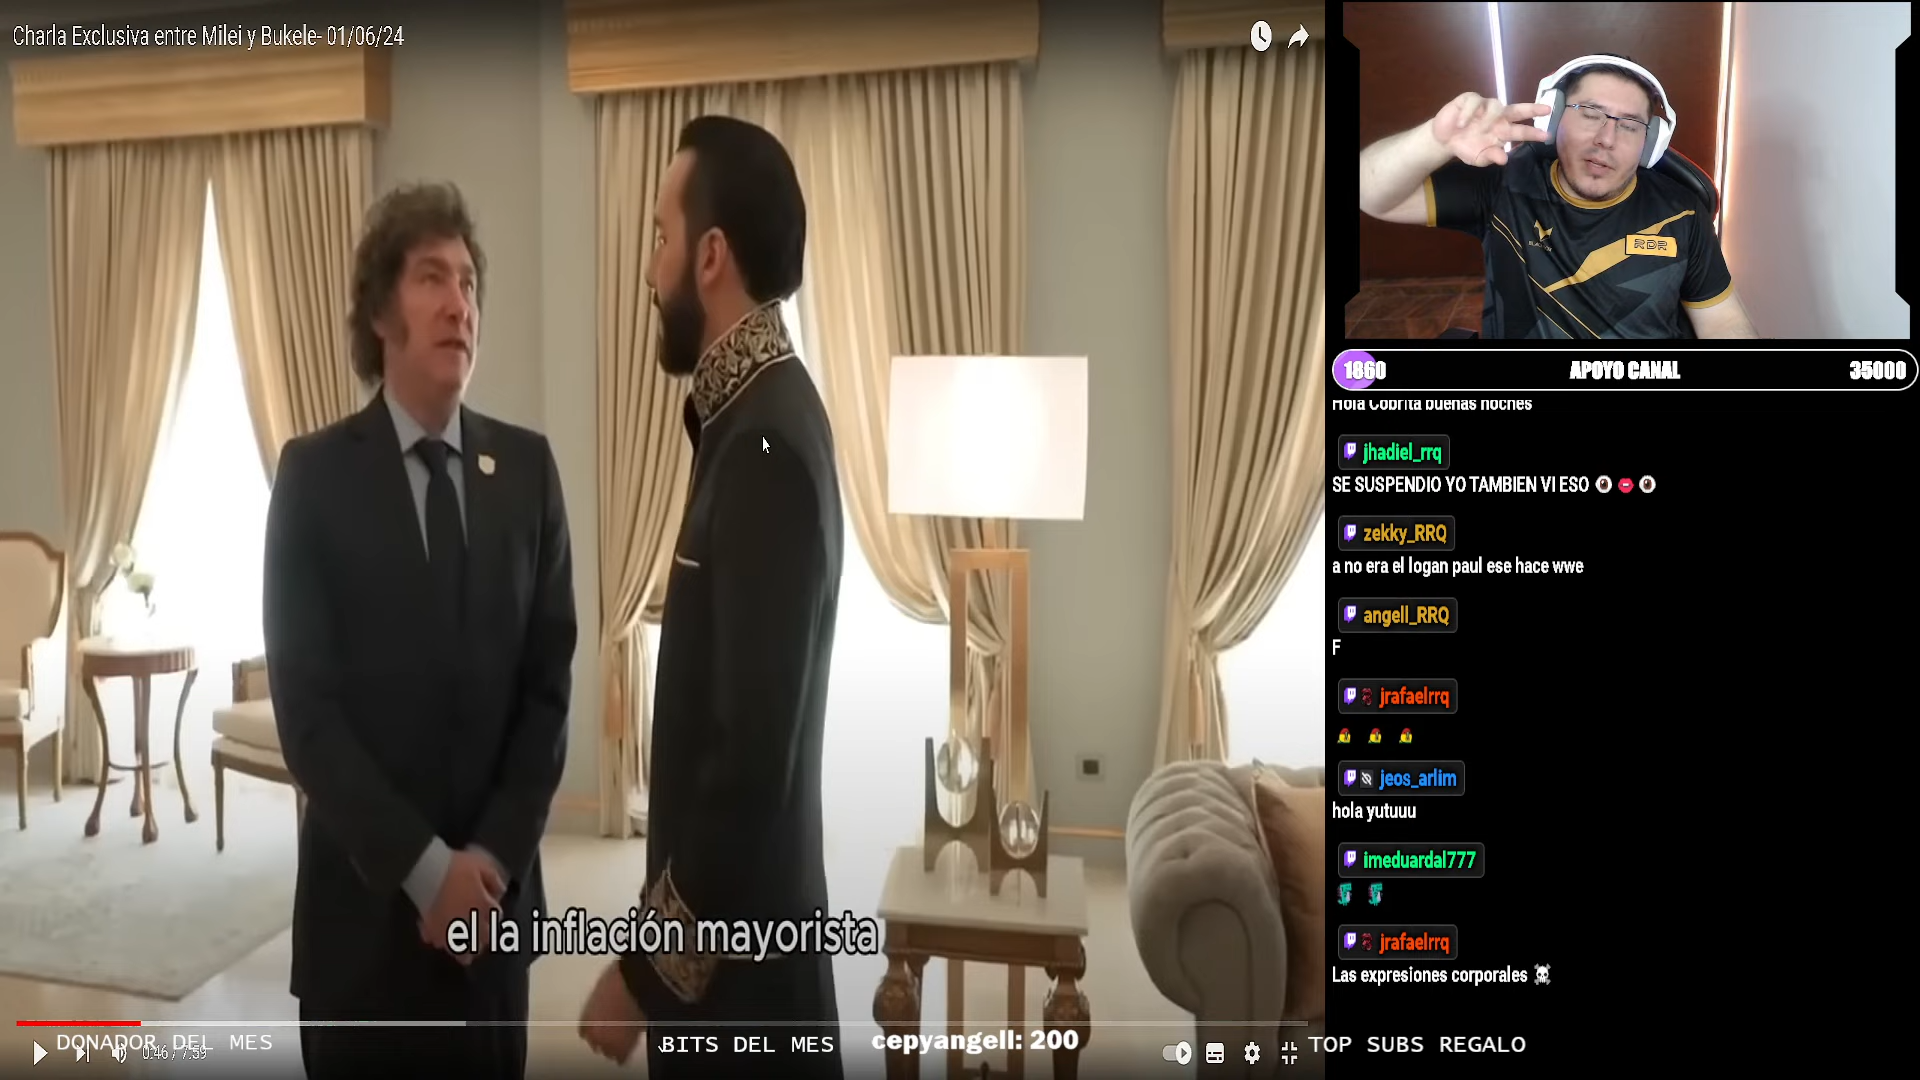 Charla Exclusiva entre Milei y Bukele- 01/06/24
el la inflación mayorista
DONADOR DEL MES
0:46 / 7:59
BITS DEL MES
cepyangell: 200
TOP SUBS REGALO
RDR
1860
APOYO CANAL
35000
Hola Cobrita buenas noches
jhadiel_rrq
SE SUSPENDIO YO TAMBIEN VI ESO 👁️🫦👁️
zekky_RRQ
a no era el logan paul ese hace wwe
angell_RRQ
F
jrafaelrrq
jeos_arlim
hola yutuuu
imeduardal777
jrafaelrrq
Las expresiones corporales ☠️